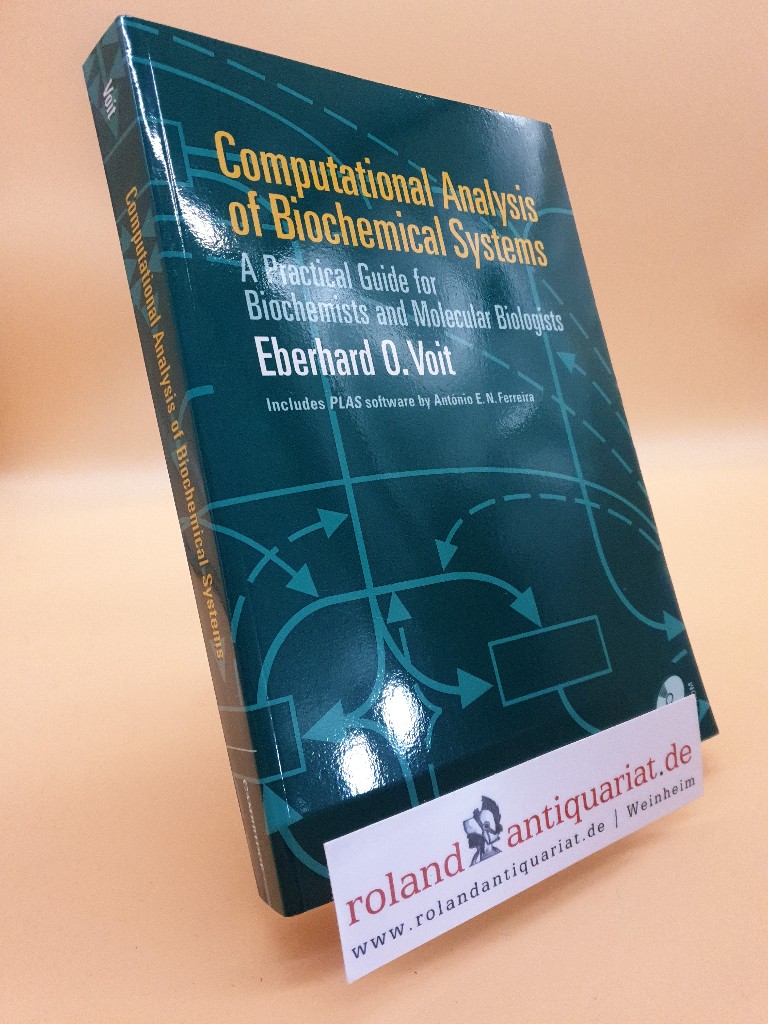 Voit
Computational Analysis of Biochemical Systems
Computational Analysis
of Biochemical Systems
A Practical Guide for
Biochemists and Molecular Biologists
Eberhard O. Voit
Includes PLAS software by António E. N. Ferreira
roland antiquariat.de
www.rolandantiquariat.de | Weinheim